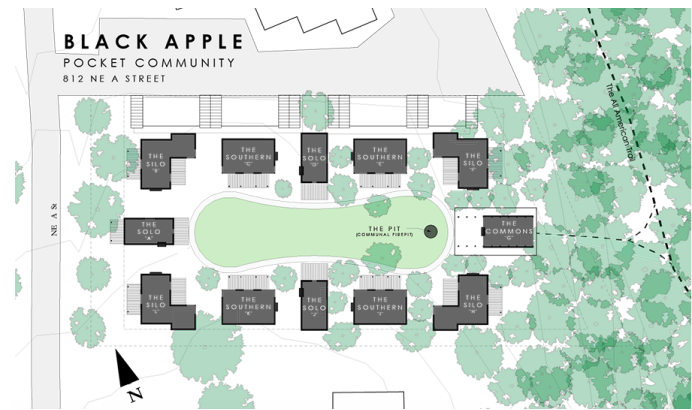 BLACK APPLE
POCKET COMMUNITY
812 NE A STREET
The All American Trail
NE A St
THE
SILO
"B"
THE
SOUTHERN
"C"
THE
SOLO
"D"
THE
SOUTHERN
"E"
THE
SILO
"F"
THE
SOLO
"A"
THE PIT
(COMMUNAL FIREPIT)
THE
COMMONS
"G"
THE
SILO
"L"
THE
SOUTHERN
"K"
THE
SOLO
"J"
THE
SOUTHERN
"I"
THE
SILO
"H"
N